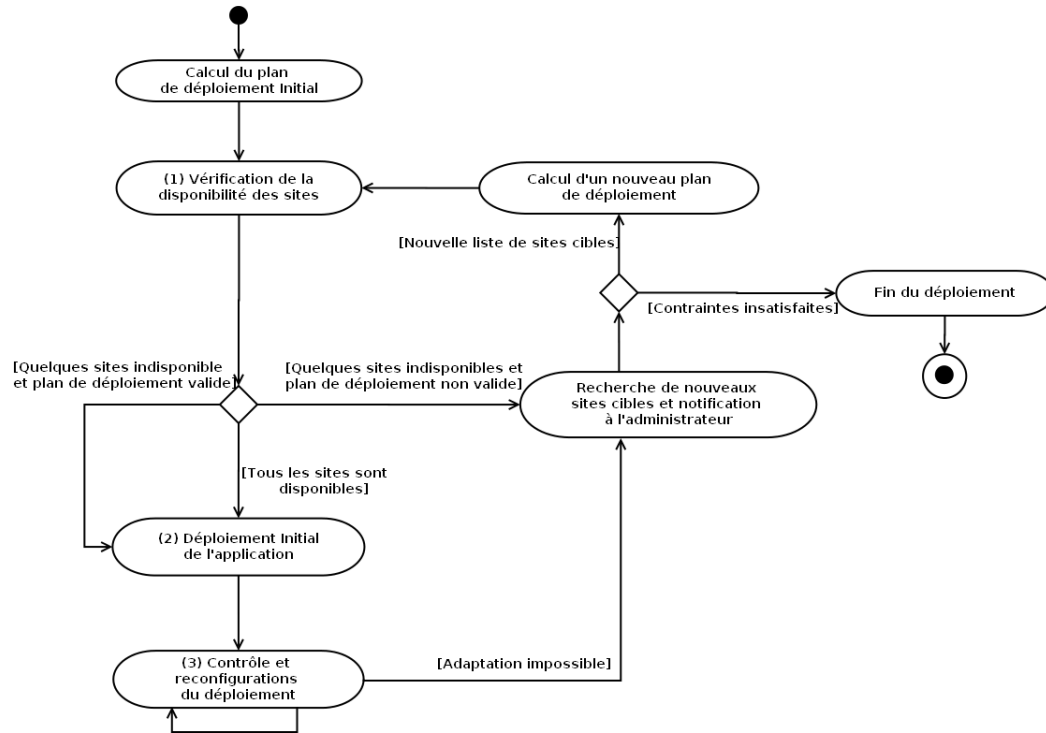 Calcul du plan
de déploiement Initial
(1) Vérification de la
disponibilité des sites
Calcul d'un nouveau plan
de déploiement
[Nouvelle liste de sites cibles]
Fin du déploiement
[Contraintes insatisfaites]
[Quelques sites indisponible
et plan de déploiement valide]
[Quelques sites indisponibles et
plan de déploiement non valide]
Recherche de nouveaux
sites cibles et notification
à l'administrateur
[Tous les sites sont
disponibles]
(2) Déploiement Initial
de l'application
(3) Contrôle et
reconfigurations
du déploiement
[Adaptation impossible]